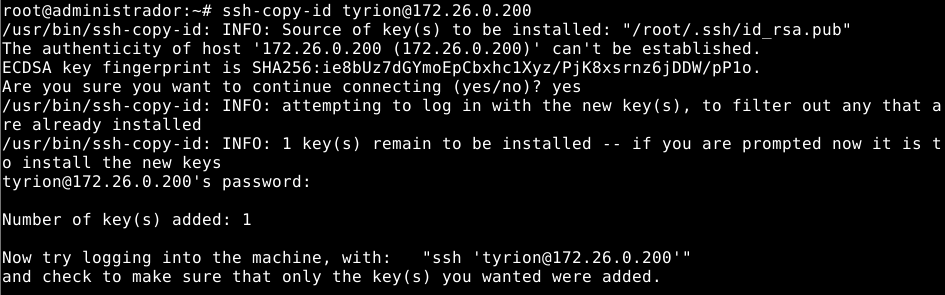 root@administrador:~# ssh-copy-id tyrion@172.26.0.200
/usr/bin/ssh-copy-id: INFO: Source of key(s) to be installed: "/root/.ssh/id_rsa.pub"
The authenticity of host '172.26.0.200 (172.26.0.200)' can't be established.
ECDSA key fingerprint is SHA256:ie8bUz7dGYmoEpCbxhc1Xyz/PjK8xsrnz6jDDW/pP1o.
Are you sure you want to continue connecting (yes/no)? yes
/usr/bin/ssh-copy-id: INFO: attempting to log in with the new key(s), to filter out any that a
re already installed
/usr/bin/ssh-copy-id: INFO: 1 key(s) remain to be installed -- if you are prompted now it is t
o install the new keys
tyrion@172.26.0.200's password:
Number of key(s) added: 1
Now try logging into the machine, with:   "ssh 'tyrion@172.26.0.200'"
and check to make sure that only the key(s) you wanted were added.